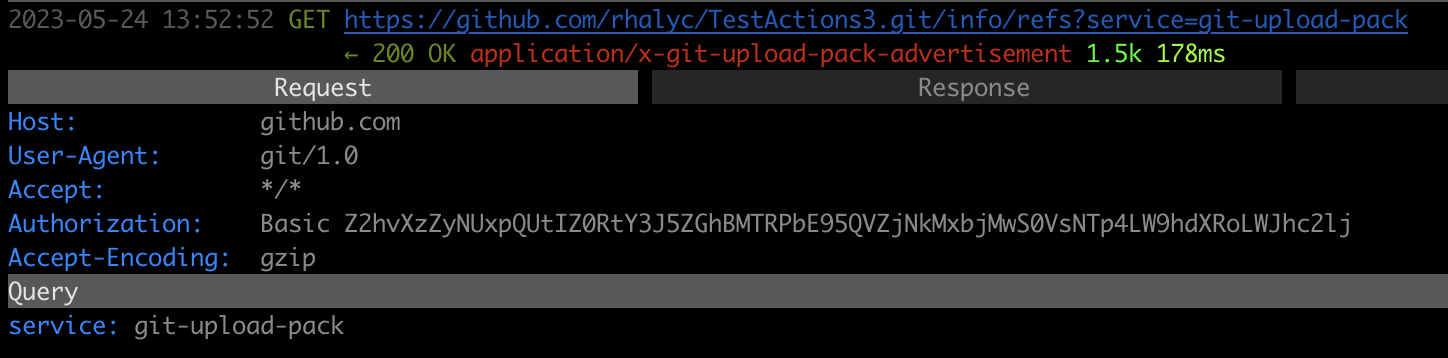 2023-05-24 13:52:52 GET https://github.com/rhalyc/TestActions3.git/info/refs?service=git-upload-pack
← 200 OK application/x-git-upload-pack-advertisement 1.5k 178ms
Request Response
Host: github.com
User-Agent: git/1.0
Accept: */*
Authorization: Basic Z2hvXzZyNUxpQUtIZ0RtY3J5ZGhBMTRPbE95QVZjNkMxbjMwS0VsNTp4LW9hdXRoLWJhc2lj
Accept-Encoding: gzip
Query
service: git-upload-pack